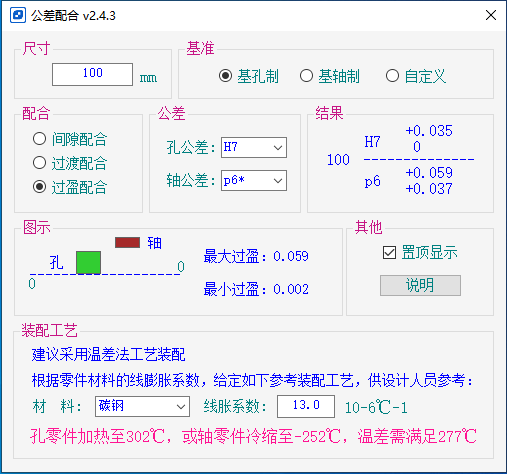 公差配合 v2.4.3
尺寸
100 mm
基准
基孔制 基轴制 自定义
配合
间隙配合
过渡配合
过盈配合
公差
孔公差: H7
轴公差: p6*
结果
100
H7 +0.035
0
p6 +0.059
+0.037
图示
轴
孔
0
0
最大过盈: 0.059
最小过盈: 0.002
其他
置顶显示
说明
装配工艺
建议采用温差法工艺装配
根据零件材料的线膨胀系数，给定如下参考装配工艺，供设计人员参考：
材 料: 碳钢 线胀系数: 13.0 10-6℃-1
孔零件加热至302℃，或轴零件冷缩至-252℃，温差需满足277℃